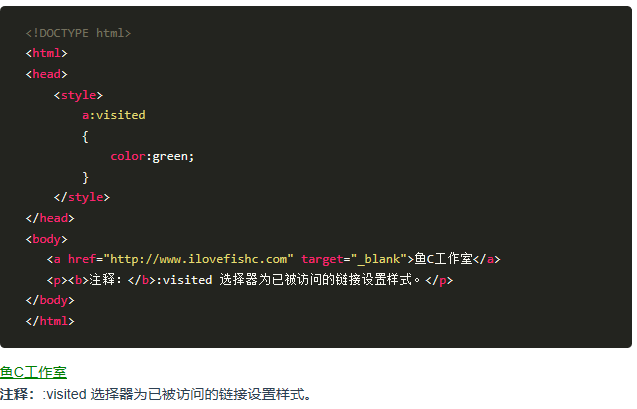 <!DOCTYPE html>
<html>
<head>
    <style>
        a:visited
        {
            color:green;
        }
    </style>
</head>
<body>
   <a href="http://www.ilovefishc.com" target="_blank">鱼C工作室</a>
   <p><b>注释：</b>:visited 选择器为已被访问的链接设置样式。</p>
</body>
</html>
鱼C工作室
注释：:visited 选择器为已被访问的链接设置样式。